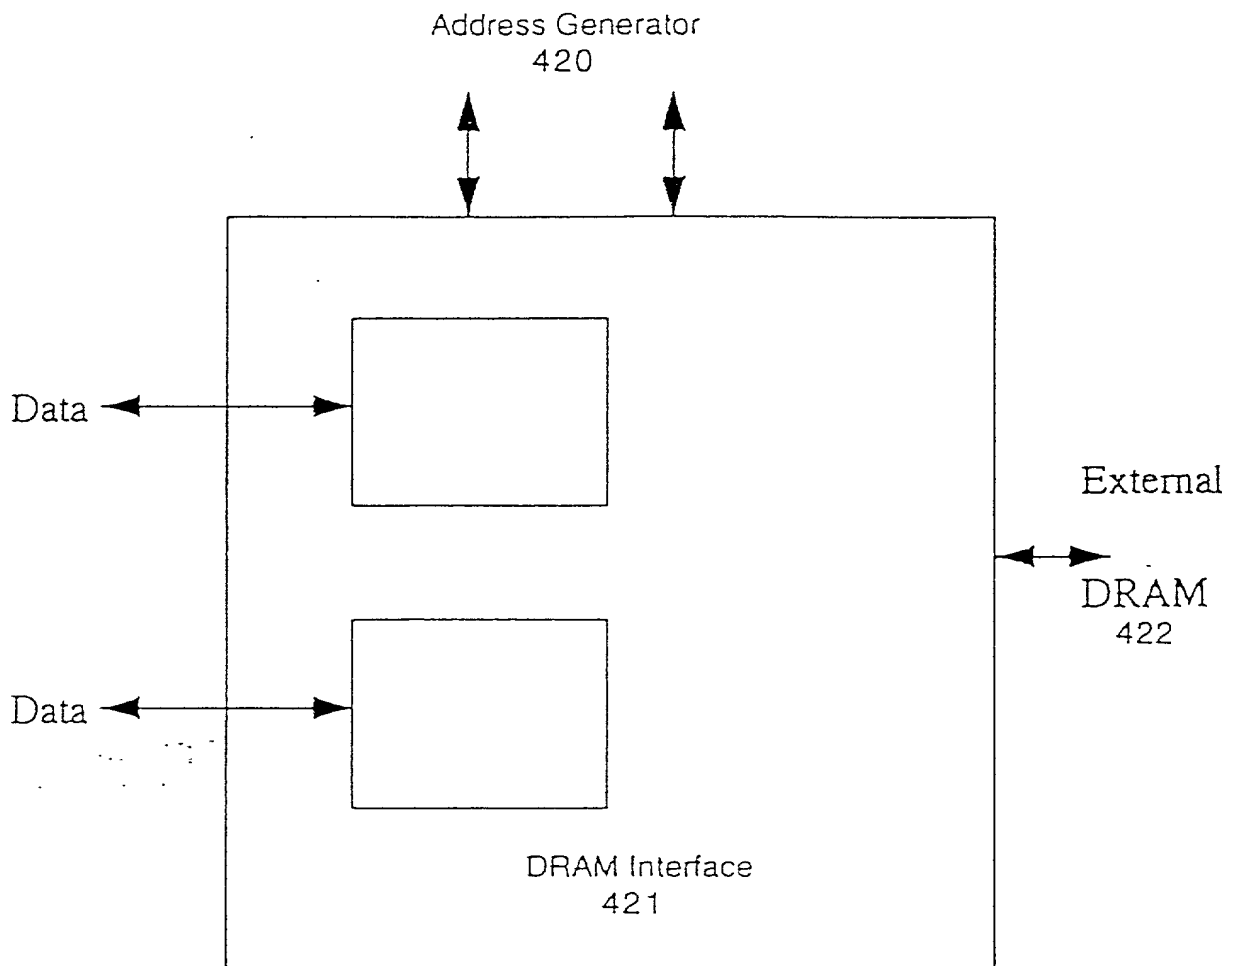 Address Generator
420
Data
External
DRAM
422
Data
DRAM Interface
421